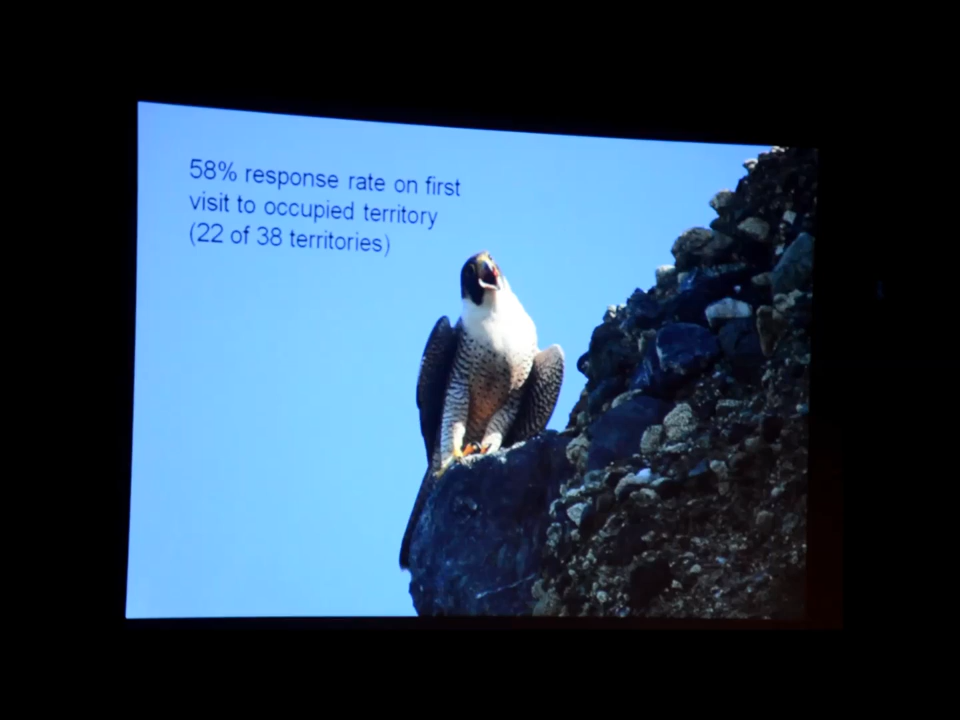 58% response rate on first
visit to occupied territory
(22 of 38 territories)